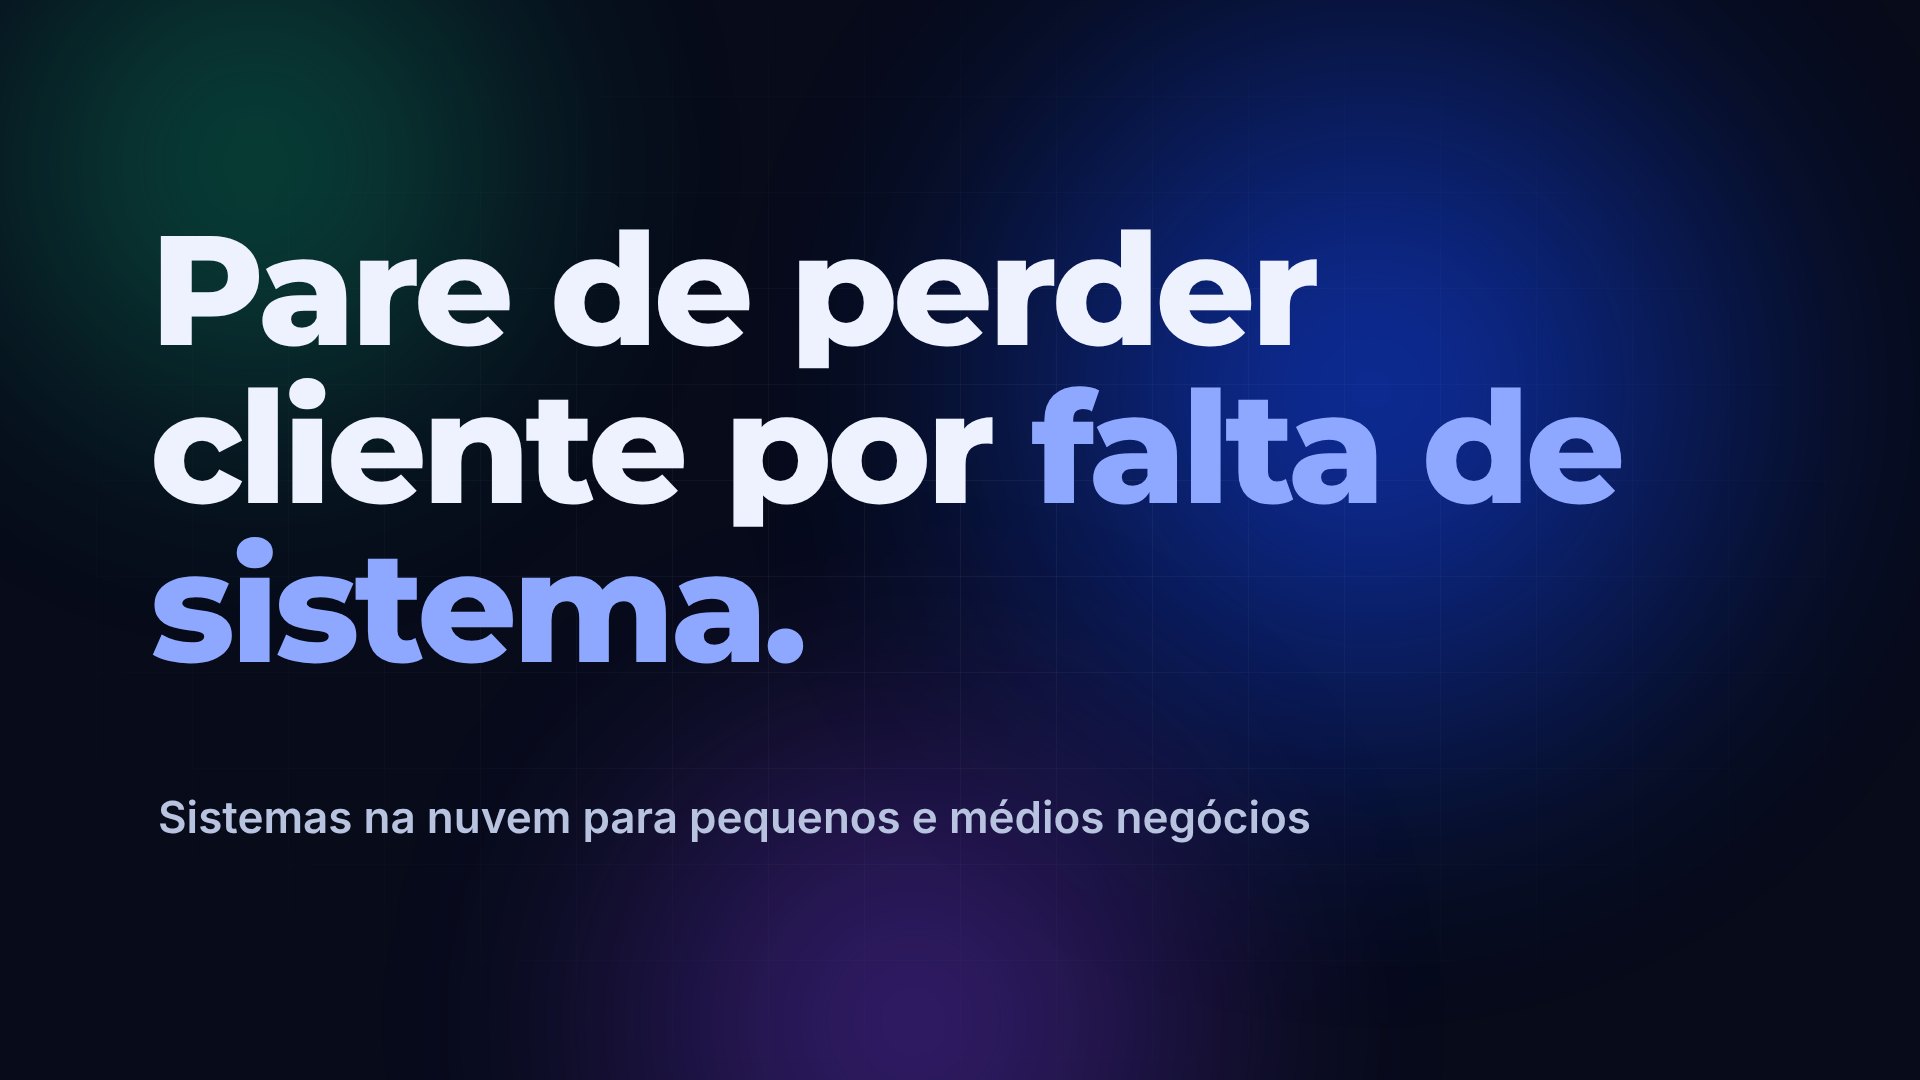 Pare de perder
cliente por falta de
sistema.
Sistemas na nuvem para pequenos e médios negócios